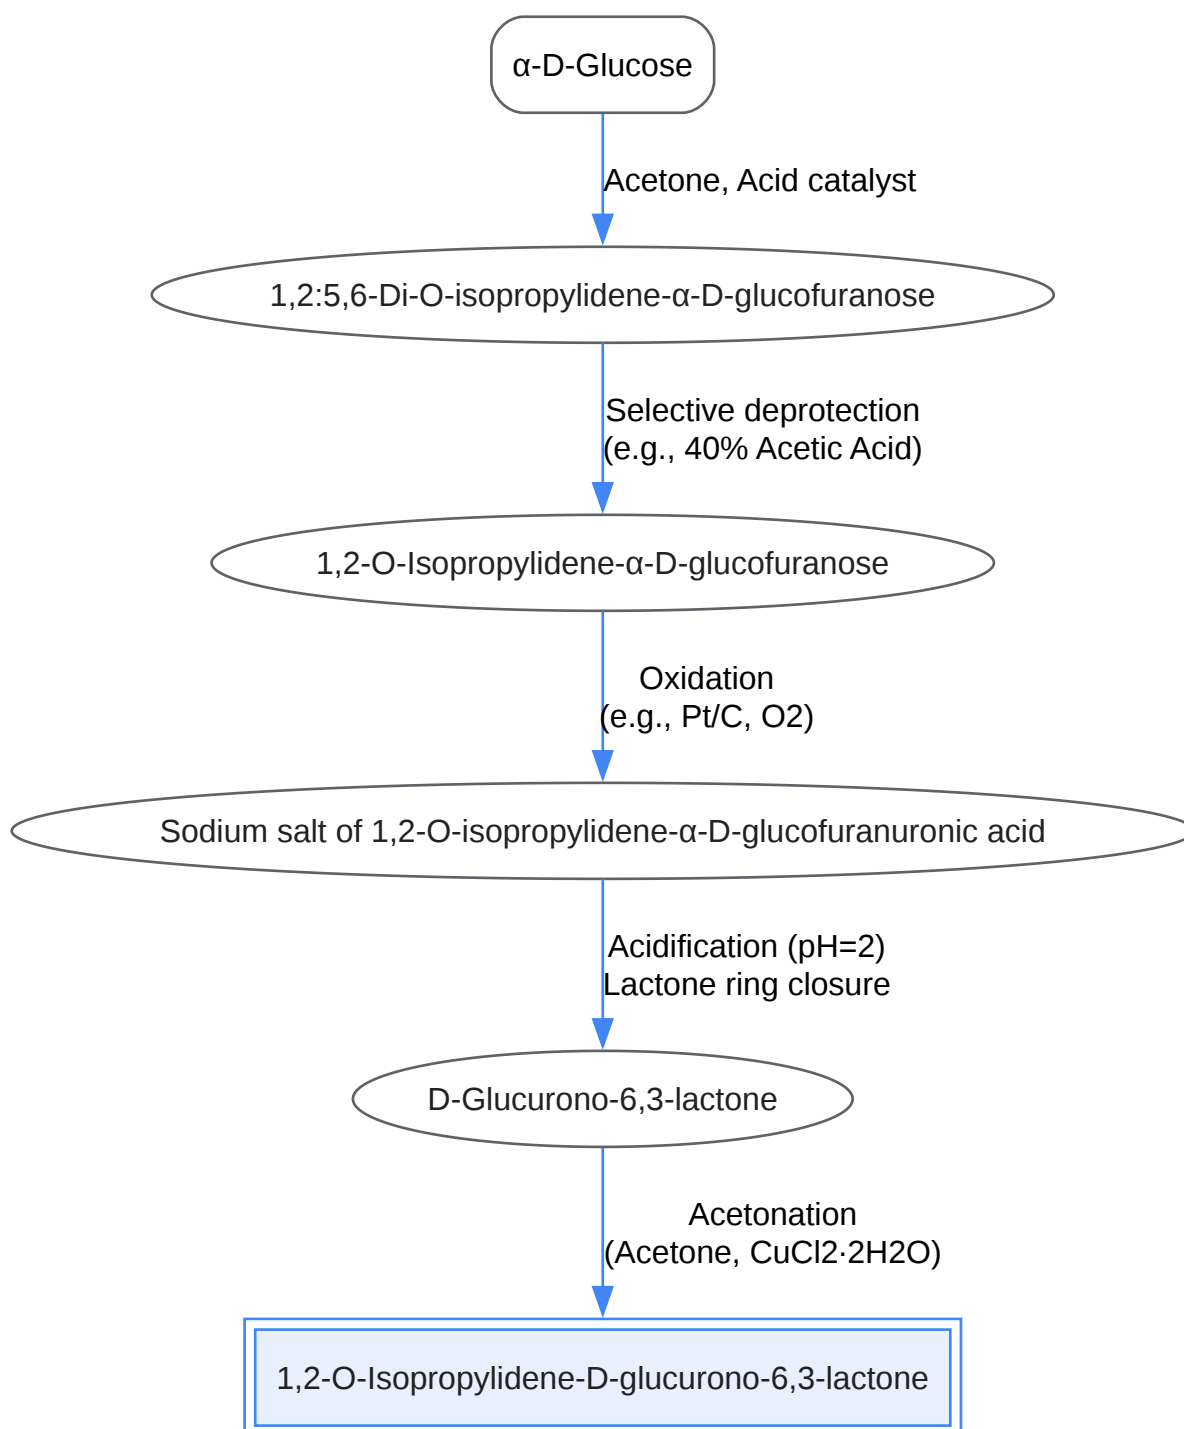 α-D-Glucose
Acetone, Acid catalyst
1,2:5,6-Di-O-isopropylidene-α-D-glucofuranose
Selective deprotection
(e.g., 40% Acetic Acid)
1,2-O-Isopropylidene-α-D-glucofuranose
Oxidation
(e.g., Pt/C, O2)
Sodium salt of 1,2-O-isopropylidene-α-D-glucofuranuronic acid
Acidification (pH=2)
Lactone ring closure
D-Glucurono-6,3-lactone
Acetonation
(Acetone, CuCl2·2H2O)
1,2-O-Isopropylidene-D-glucurono-6,3-lactone